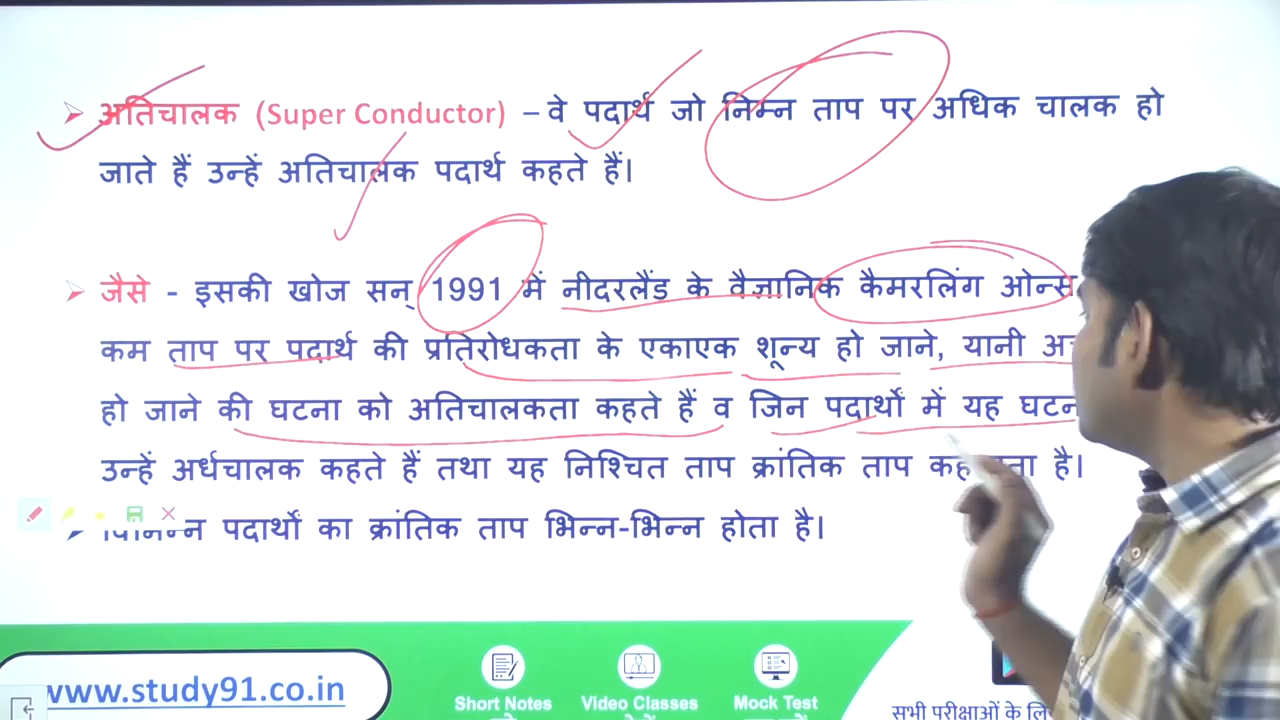 अतिचालक (Super Conductor) – वे पदार्थ जो निम्न ताप पर अधिक चालक हो
जाते हैं उन्हें अतिचालक पदार्थ कहते हैं।
जैसे - इसकी खोज सन् 1991 में नीदरलैंड के वैज्ञानिक कैमरलिंग ओन्स
कम ताप पर पदार्थ की प्रतिरोधकता के एकाएक शून्य हो जाने, यानी
हो जाने की घटना को अतिचालकता कहते हैं व जिन पदार्थों में यह
उन्हें अर्धचालक कहते हैं तथा यह निश्चित ताप क्रांतिक ताप है।
पदार्थों का क्रांतिक ताप भिन्न-भिन्न होता है।
www.study91.co.in
Short Notes Video Classes Mock Test
सभी परीक्षाओं के